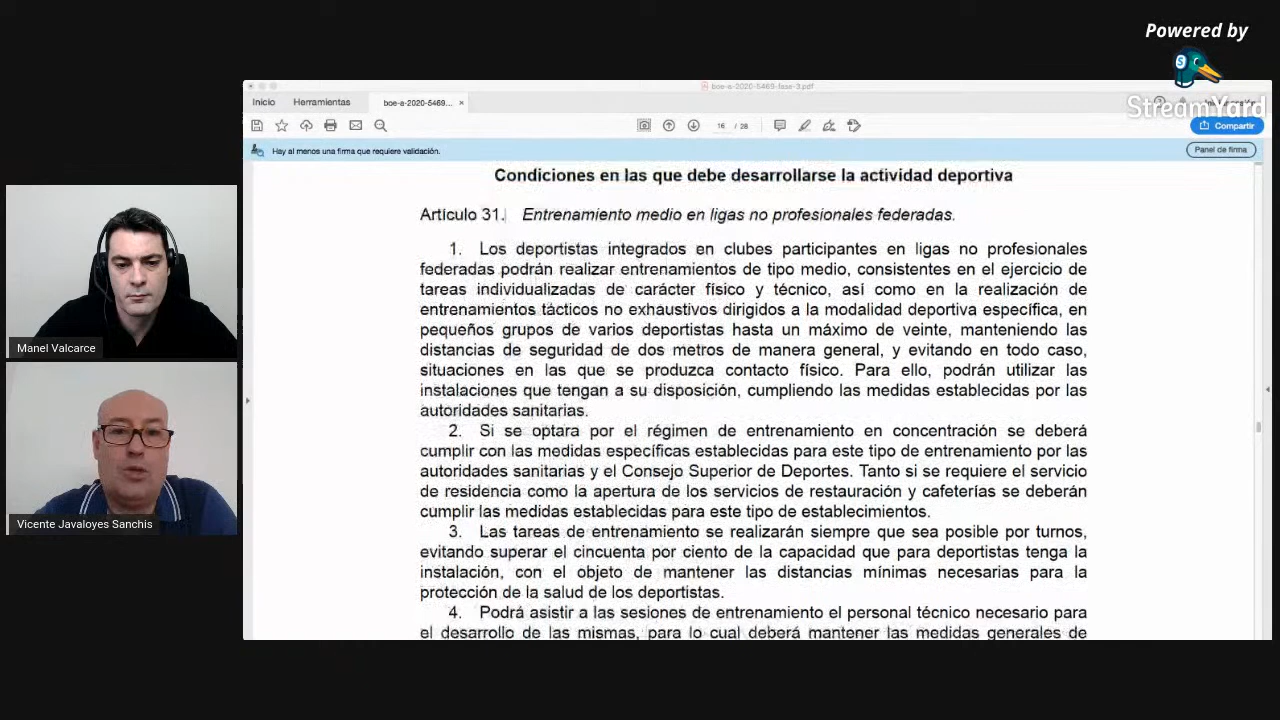 Powered by
StreamYard
boe-a-2020-5469-fase-3.pdf
Inicio
Herramientas
boe-a-2020-5469... ×
16 / 28
Compartir
Hay al menos una firma que requiere validación.
Panel de firma
Condiciones en las que debe desarrollarse la actividad deportiva
Artículo 31. Entrenamiento medio en ligas no profesionales federadas.
1. Los deportistas integrados en clubes participantes en ligas no profesionales
federadas podrán realizar entrenamientos de tipo medio, consistentes en el ejercicio de
tareas individualizadas de carácter físico y técnico, así como en la realización de
entrenamientos tácticos no exhaustivos dirigidos a la modalidad deportiva específica, en
pequeños grupos de varios deportistas hasta un máximo de veinte, manteniendo las
distancias de seguridad de dos metros de manera general, y evitando en todo caso,
situaciones en las que se produzca contacto físico. Para ello, podrán utilizar las
instalaciones que tengan a su disposición, cumpliendo las medidas establecidas por las
autoridades sanitarias.
2. Si se optara por el régimen de entrenamiento en concentración se deberá
cumplir con las medidas específicas establecidas para este tipo de entrenamiento por las
autoridades sanitarias y el Consejo Superior de Deportes. Tanto si se requiere el servicio
de residencia como la apertura de los servicios de restauración y cafeterías se deberán
cumplir las medidas establecidas para este tipo de establecimientos.
3. Las tareas de entrenamiento se realizarán siempre que sea posible por turnos,
evitando superar el cincuenta por ciento de la capacidad que para deportistas tenga la
instalación, con el objeto de mantener las distancias mínimas necesarias para la
protección de la salud de los deportistas.
4. Podrá asistir a las sesiones de entrenamiento el personal técnico necesario para
el desarrollo de las mismas, para lo cual deberá mantener las medidas generales de
Manel Valcarce
Vicente Javaloyes Sanchis